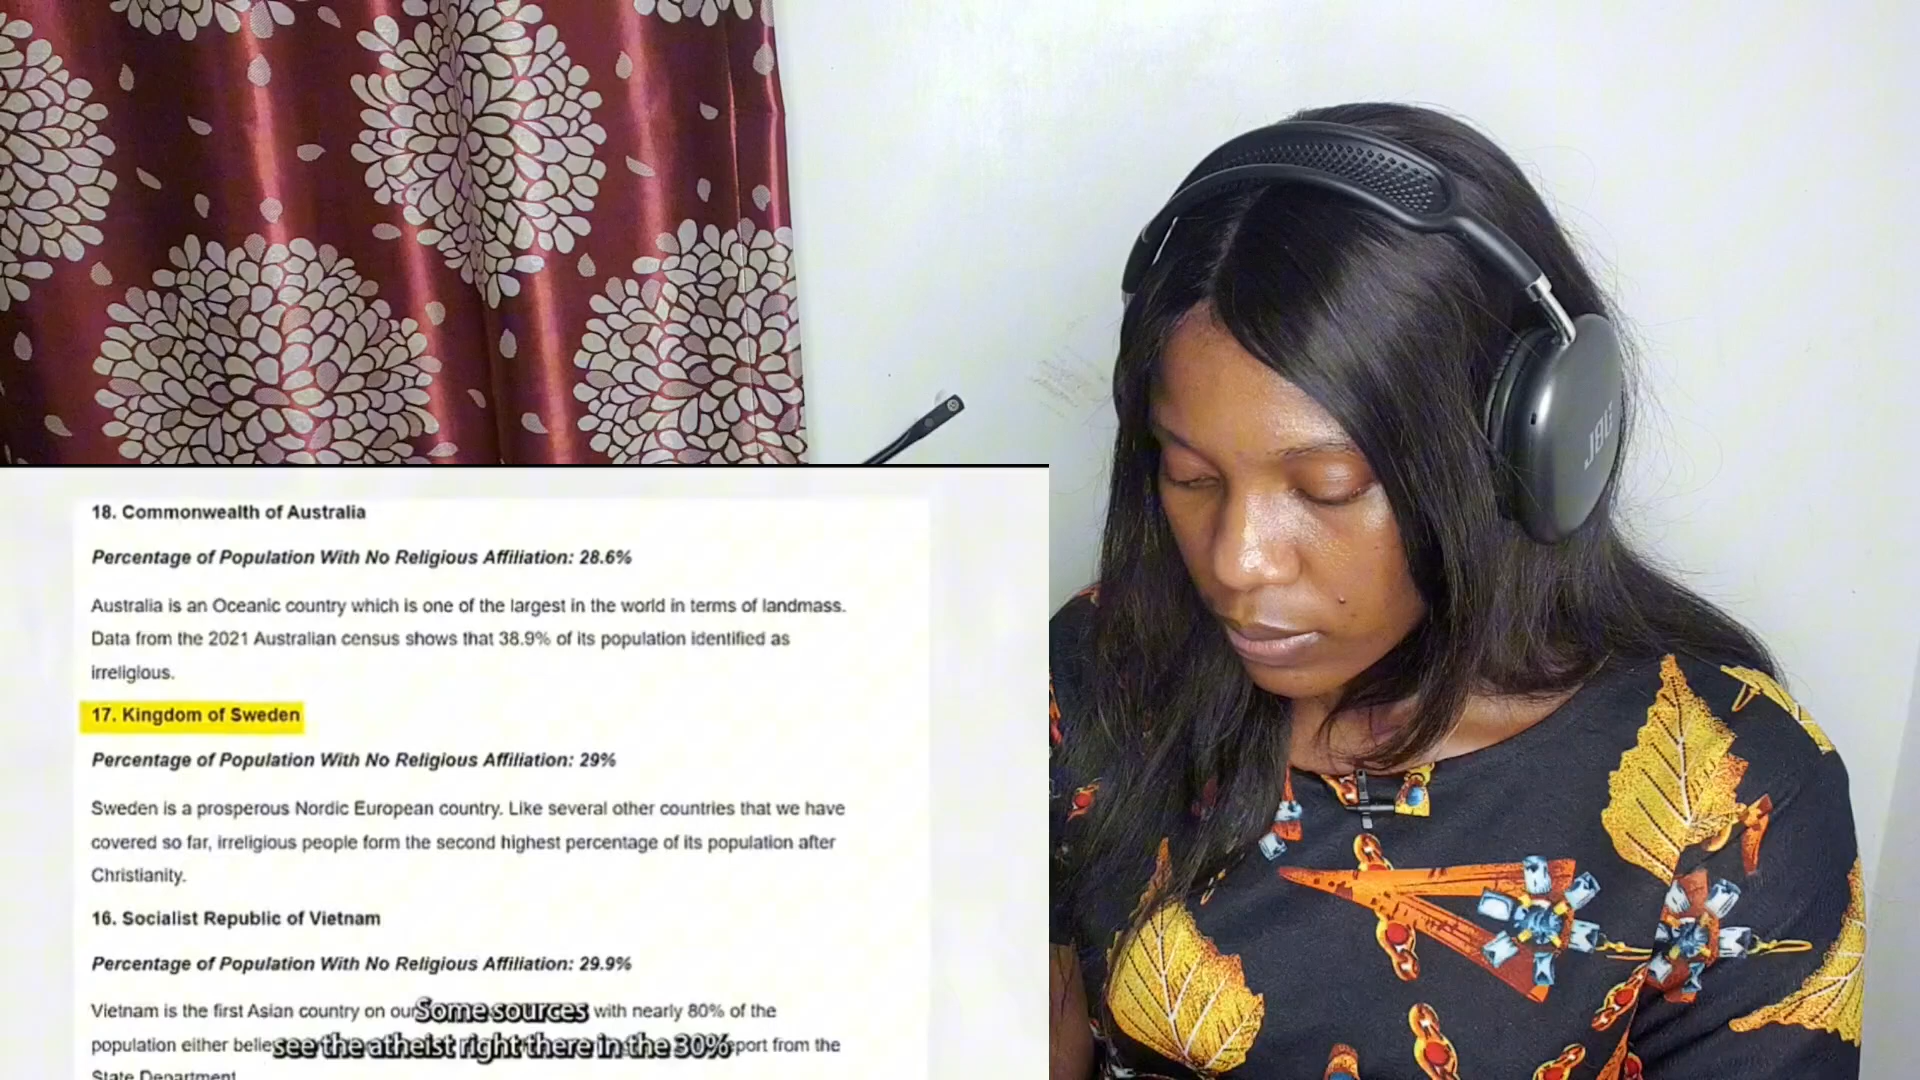 JBL
18. Commonwealth of Australia
Percentage of Population With No Religious Affiliation: 28.6%
Australia is an Oceanic country which is one of the largest in the world in terms of landmass.
Data from the 2021 Australian census shows that 38.9% of its population identified as
irreligious.
17. Kingdom of Sweden
Percentage of Population With No Religious Affiliation: 29%
Sweden is a prosperous Nordic European country. Like several other countries that we have
covered so far, irreligious people form the second highest percentage of its population after
Christianity.
16. Socialist Republic of Vietnam
Percentage of Population With No Religious Affiliation: 29.9%
Vietnam is the first Asian country on with nearly 80% of the
population either the
State Department
Some sources
see the atheist right there in the 30%